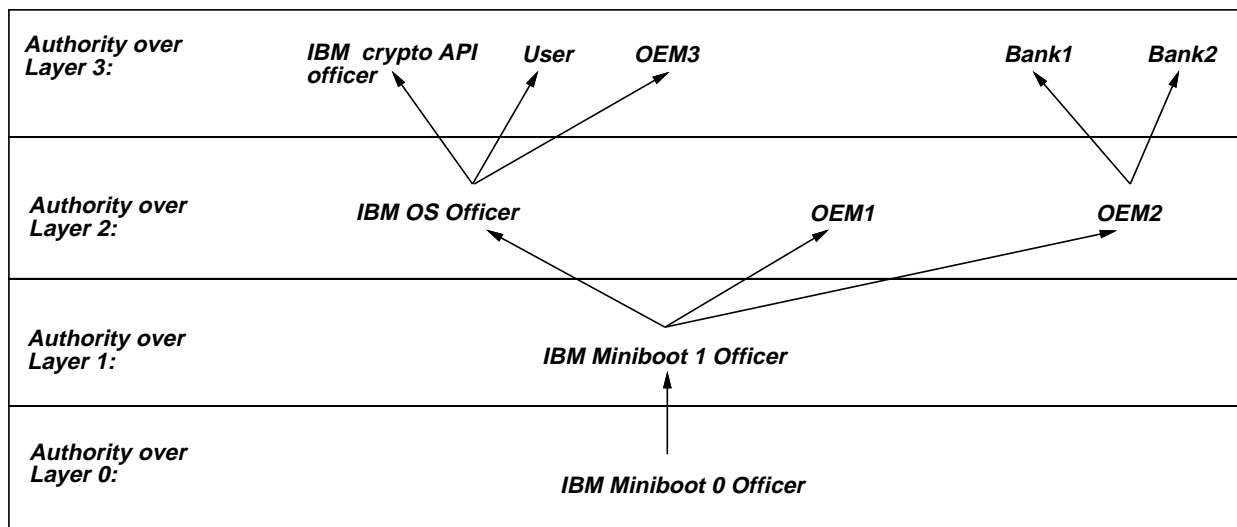 Authority over
Layer 3:
IBM crypto API
officer
User
OEM3
Bank1
Bank2
Authority over
Layer 2:
IBM OS Officer
OEM1
OEM2
Authority over
Layer 1:
IBM Miniboot 1 Officer
Authority over
Layer 0:
IBM Miniboot 0 Officer